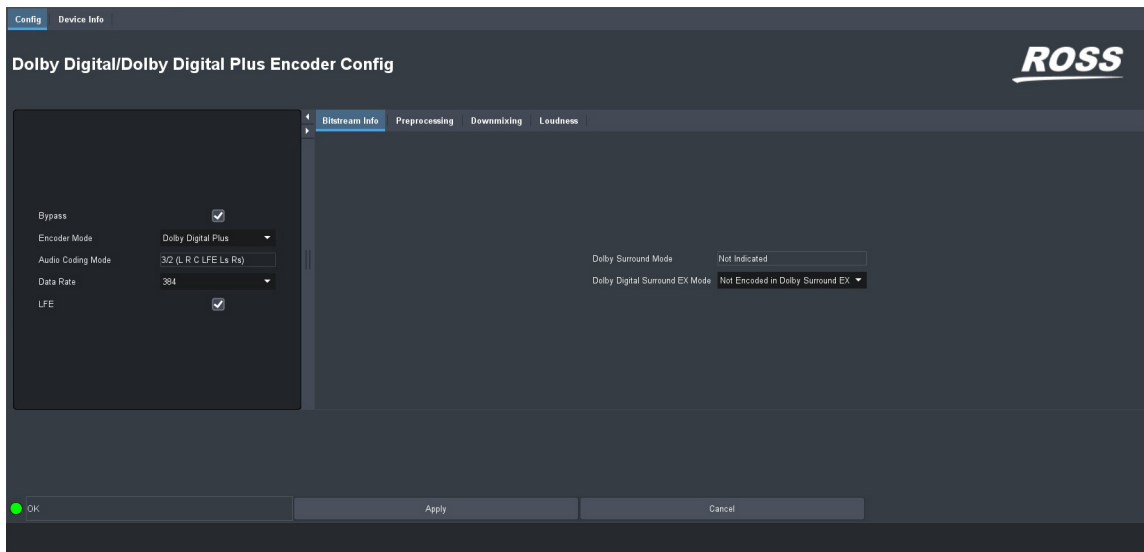 Config Device Info
Dolby Digital/Dolby Digital Plus Encoder Config
ROSS
Bitstream Info Preprocessing Downmixing Loudness
Bypass
Encoder Mode Dolby Digital Plus
Audio Coding Mode 3/2 (L R C LFE Ls Rs)
Data Rate 384
LFE
Dolby Surround Mode Not Indicated
Dolby Digital Surround EX Mode Not Encoded in Dolby Surround EX
OK Apply Cancel